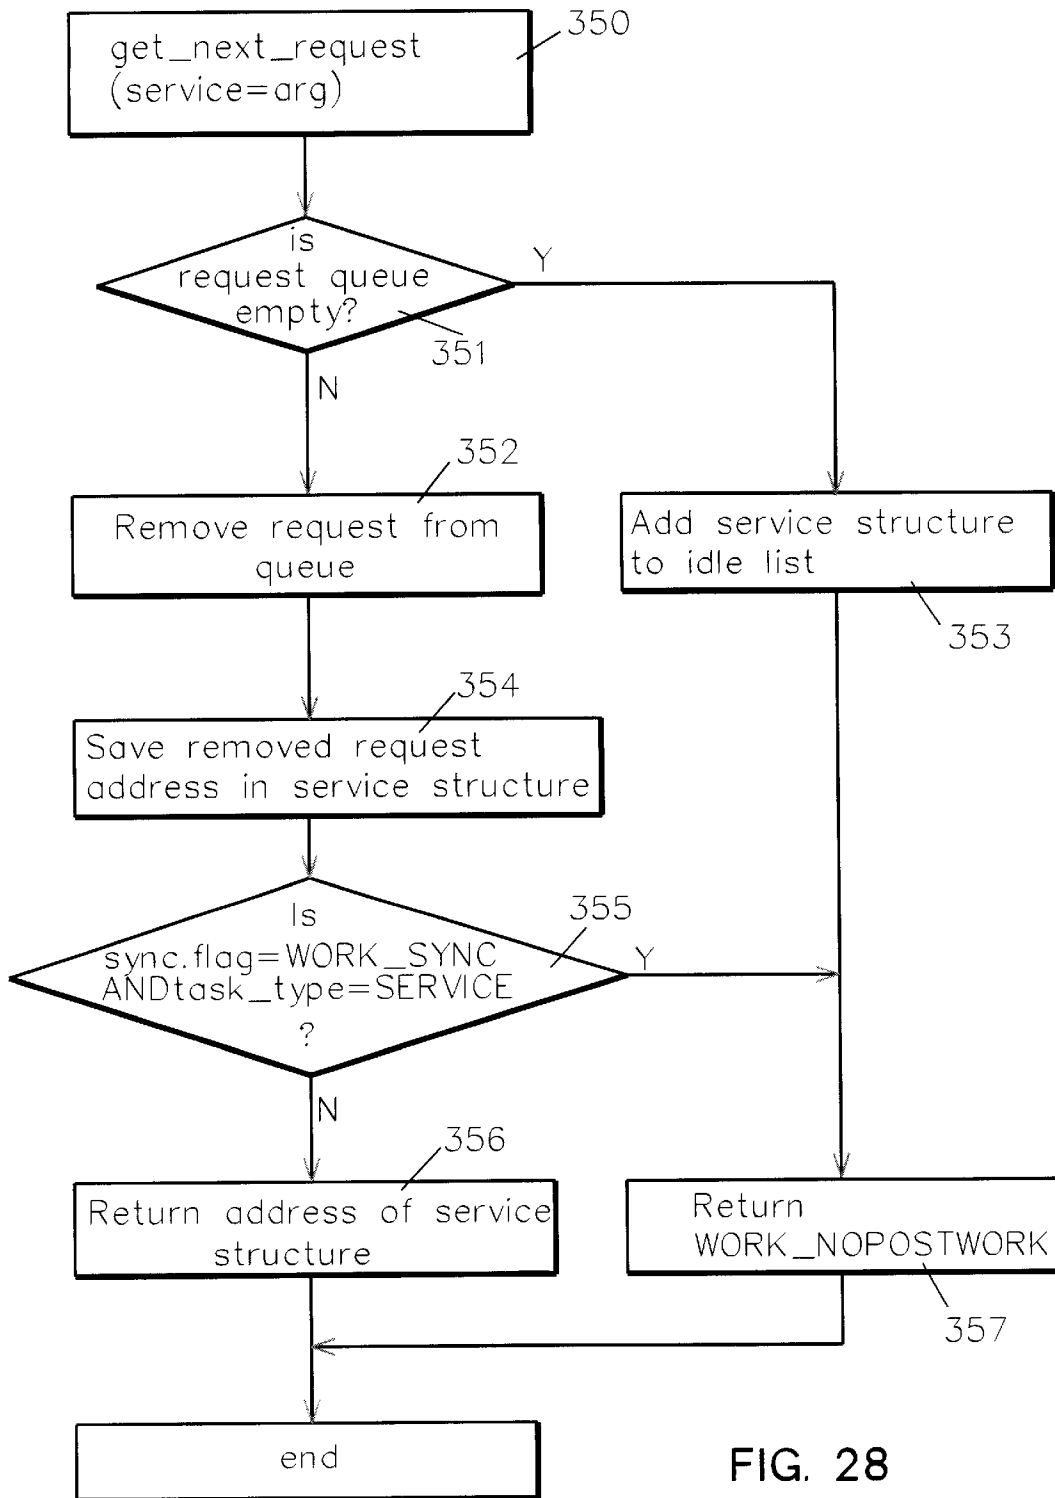 350
get_next_request
(service=arg)
is
request queue
empty?
351
Y
N
352
Remove request from
queue
Add service structure
to idle list
353
354
Save removed request
address in service structure
Is
sync.flag=WORK_SYNC
ANDtask_type=SERVICE
?
355
Y
N
356
Return address of service
structure
Return
WORK_NOPOSTWORK
357
end
FIG. 28